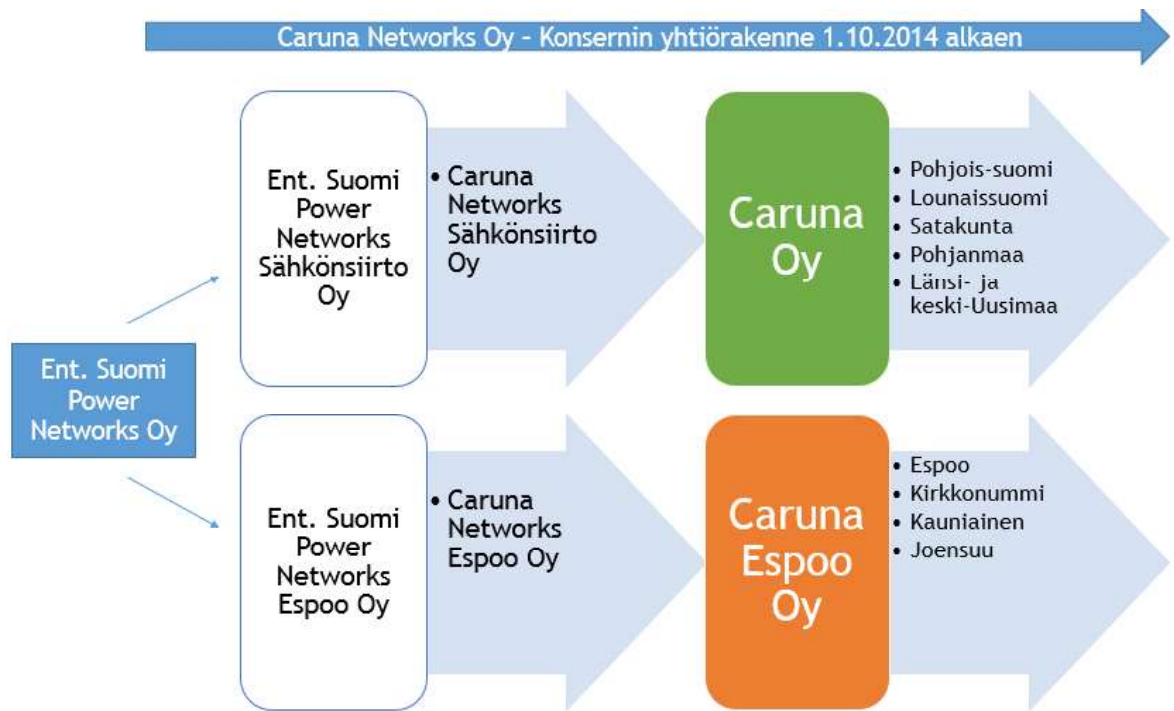 Caruna Networks Oy – Konsernin yhtiörakenne 1.10.2014 alkaen
Ent. Suomi
Power
Networks Oy
Ent. Suomi
Power
Networks
Sähkönsiirto
Oy
• Caruna
Networks
Sähkönsiirto
Oy
Caruna
Oy
• Pohjois-suomi
• Lounaissuomi
• Satakunta
• Pohjanmaa
• Länsi- ja
keski-Uusimaa
Ent. Suomi
Power
Networks
Espoo Oy
• Caruna
Networks
Espoo Oy
Caruna
Espoo
Oy
• Espoo
• Kirkkonummi
• Kauniainen
• Joensuu